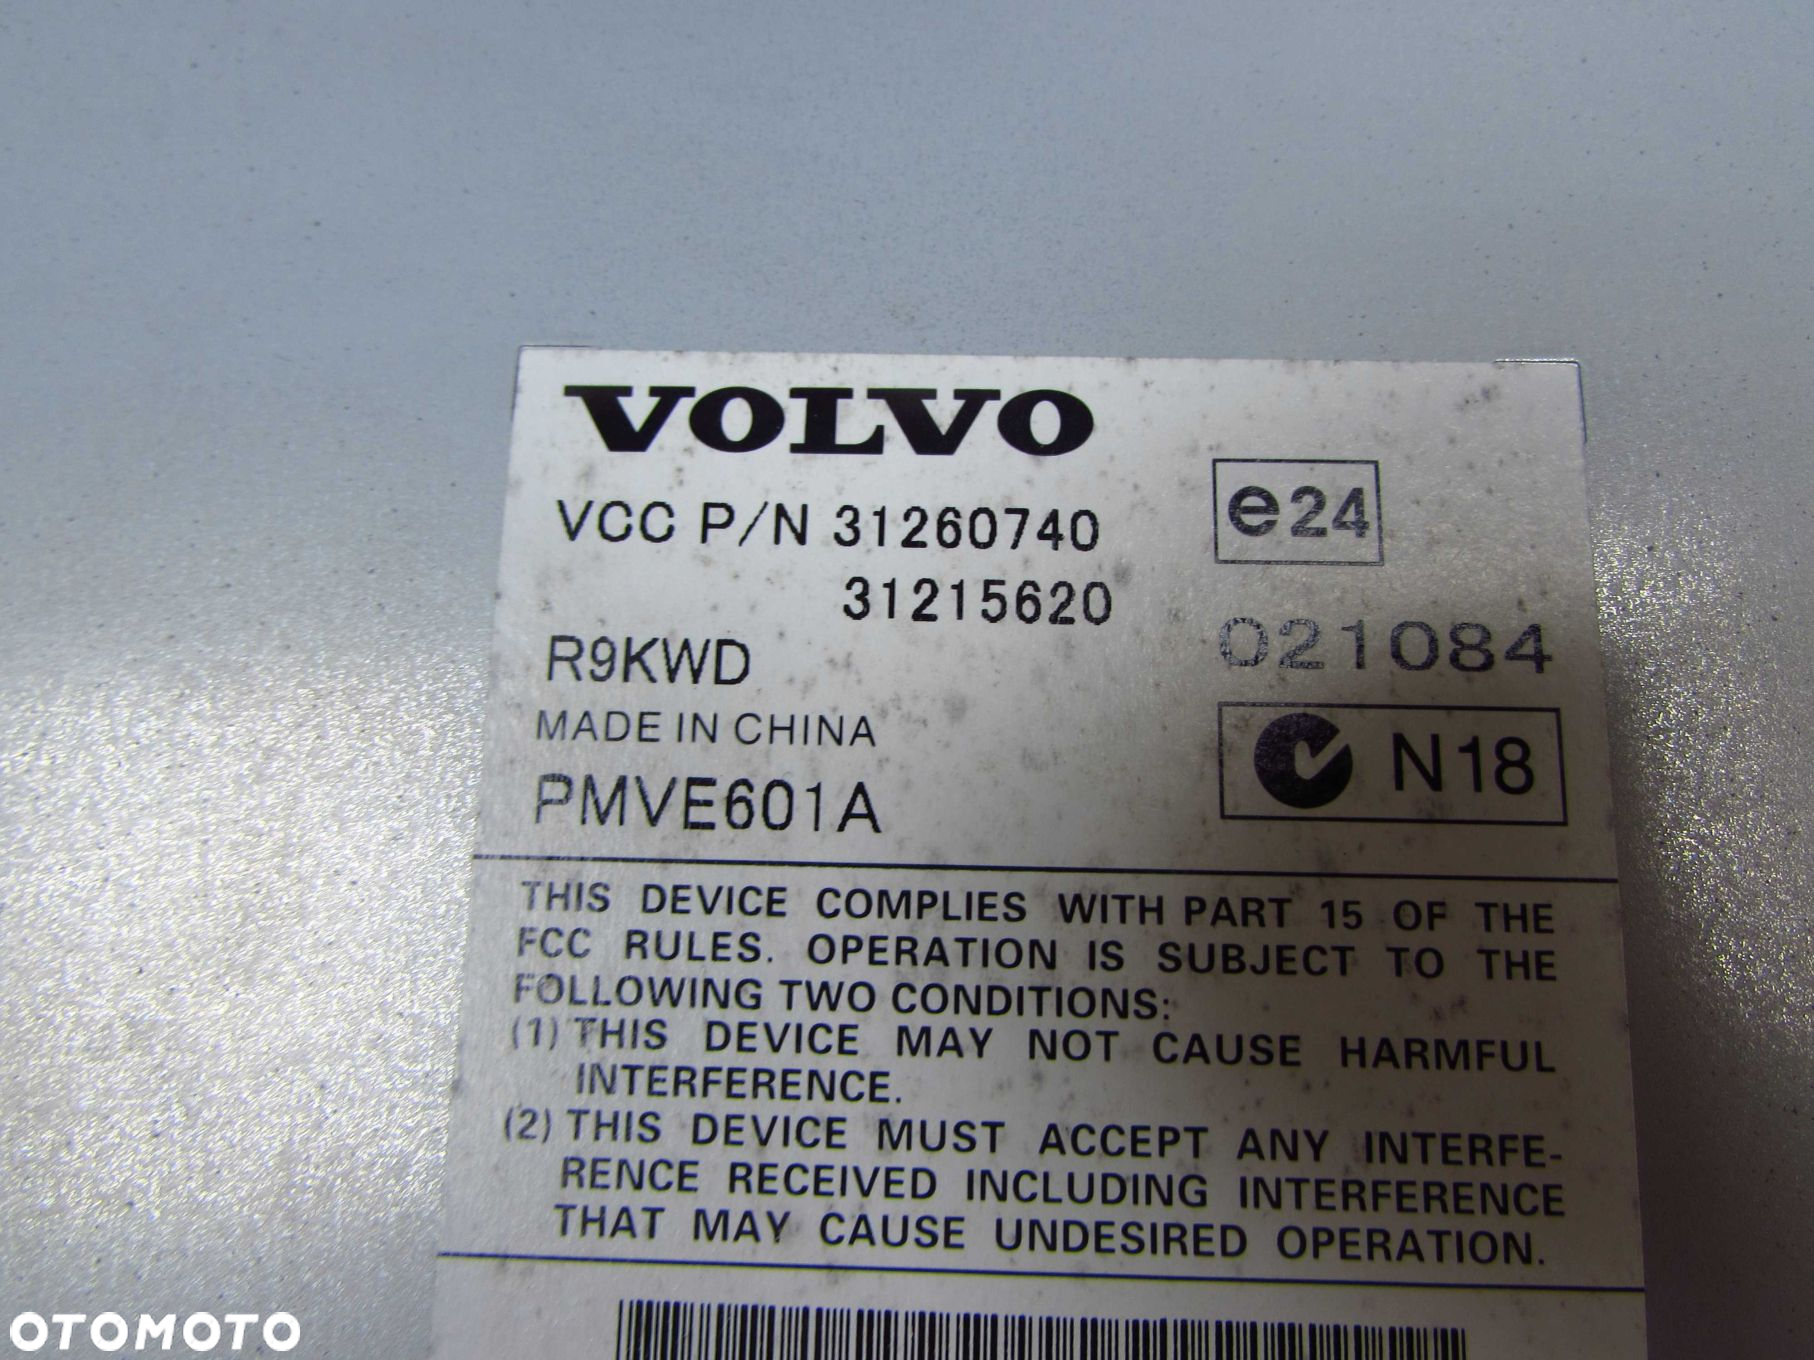 VOLVO
VCC P/N 31260740
e24
31215620
021084
R9KWD
MADE IN CHINA
N18
PMVE601A
THIS DEVICE COMPLIES WITH PART 15 OF THE
FCC RULES. OPERATION IS SUBJECT TO THE
FOLLOWING TWO CONDITIONS:
(1) THIS DEVICE MAY NOT CAUSE HARMFUL
INTERFERENCE.
(2) THIS DEVICE MUST ACCEPT ANY INTERFE-
RENCE RECEIVED INCLUDING INTERFERENCE
THAT MAY CAUSE UNDESIRED OPERATION.
OTOMOTO